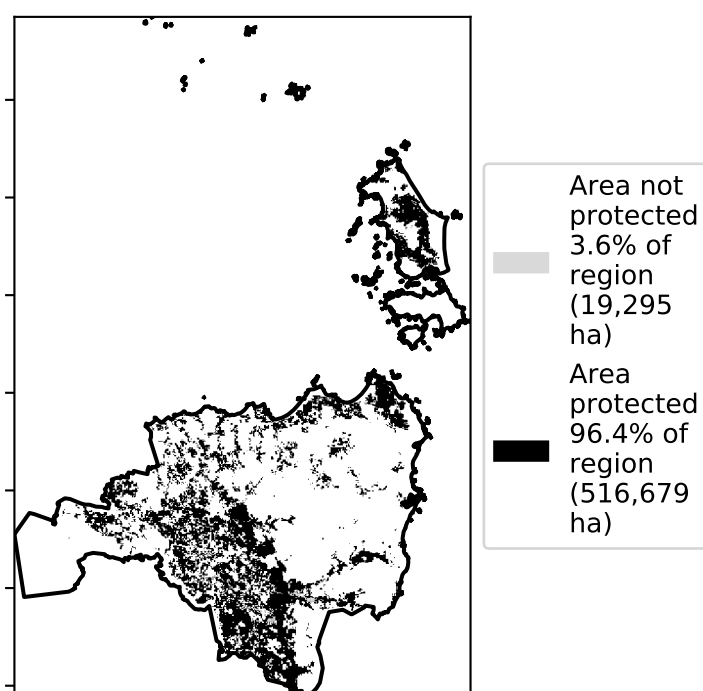 Area not
protected
3.6% of
region
(19,295
ha)
Area
protected
96.4% of
region
(516,679
ha)